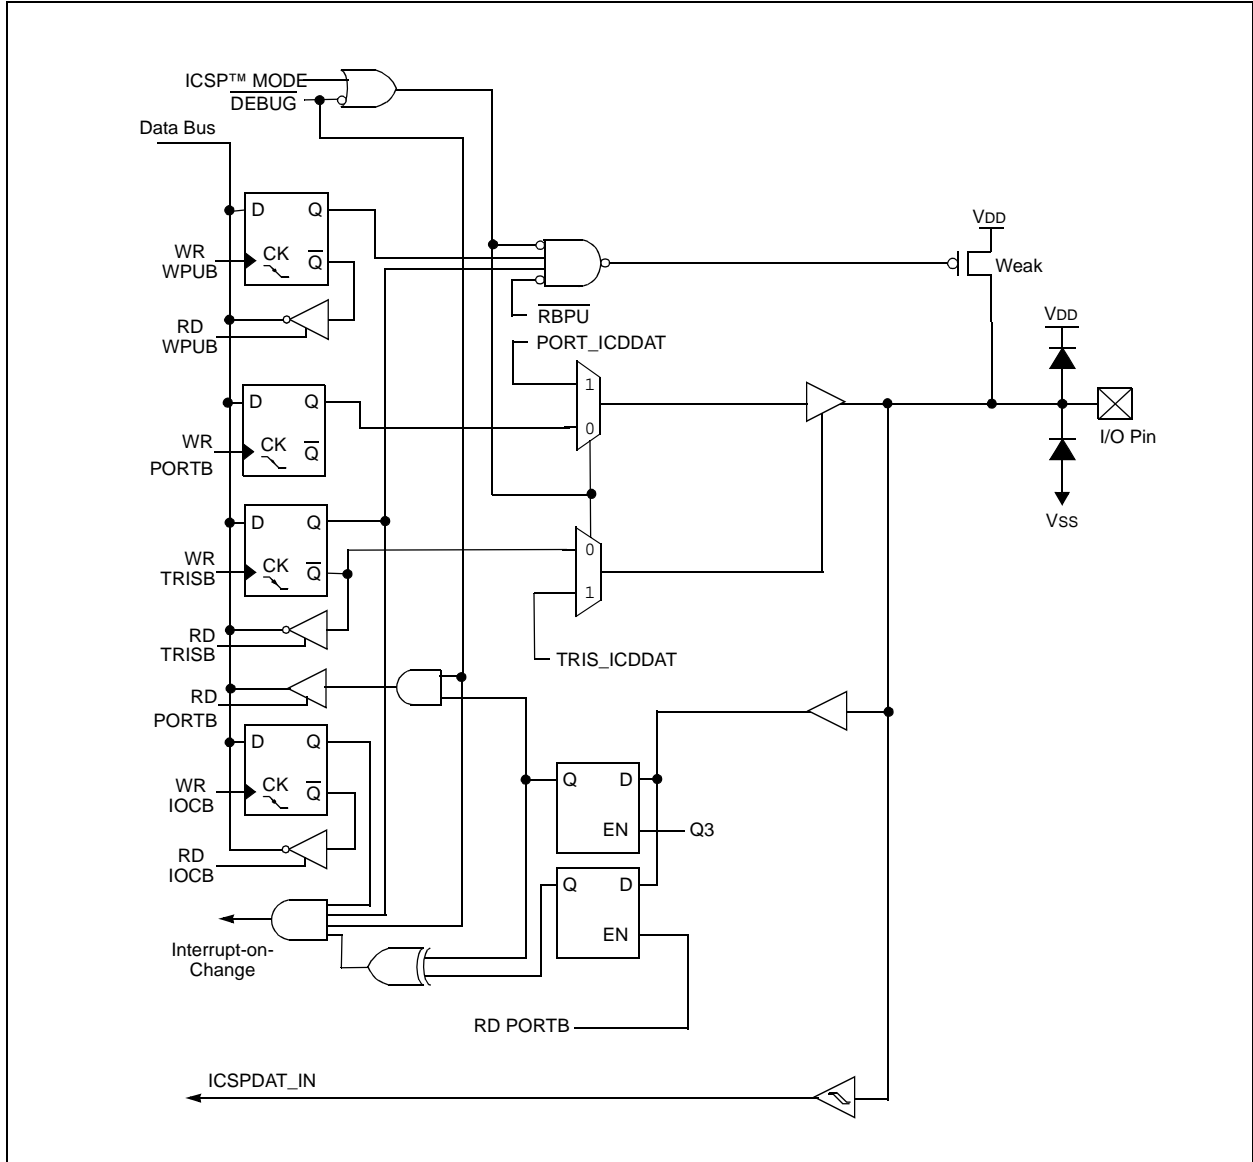 ICSP™ MODE
DEBUG
Data Bus
D Q
WR
WPUB
CK Q
RD
WPUB
RBPU
PORT_ICDDAT
VDD
Weak
VDD
1
0
I/O Pin
VSS
D Q
WR
PORTB
CK Q
D Q
WR
TRISB
CK Q
0
1
RD
TRISB
TRIS_ICDDAT
RD
PORTB
D Q
WR
IOCB
CK Q
Q D
EN
Q3
RD
IOCB
Q D
EN
Interrupt-on-
Change
RD PORTB
ICSPDAT_IN